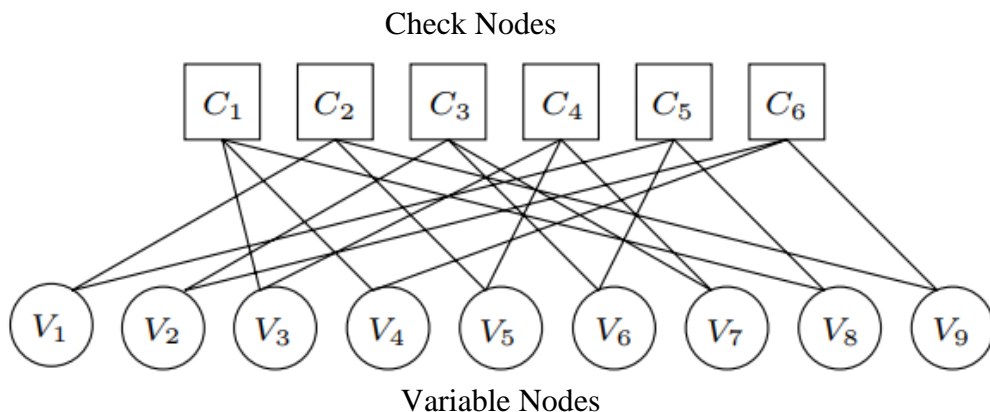 Check Nodes
C1 C2 C3 C4 C5 C6
V1 V2 V3 V4 V5 V6 V7 V8 V9
Variable Nodes